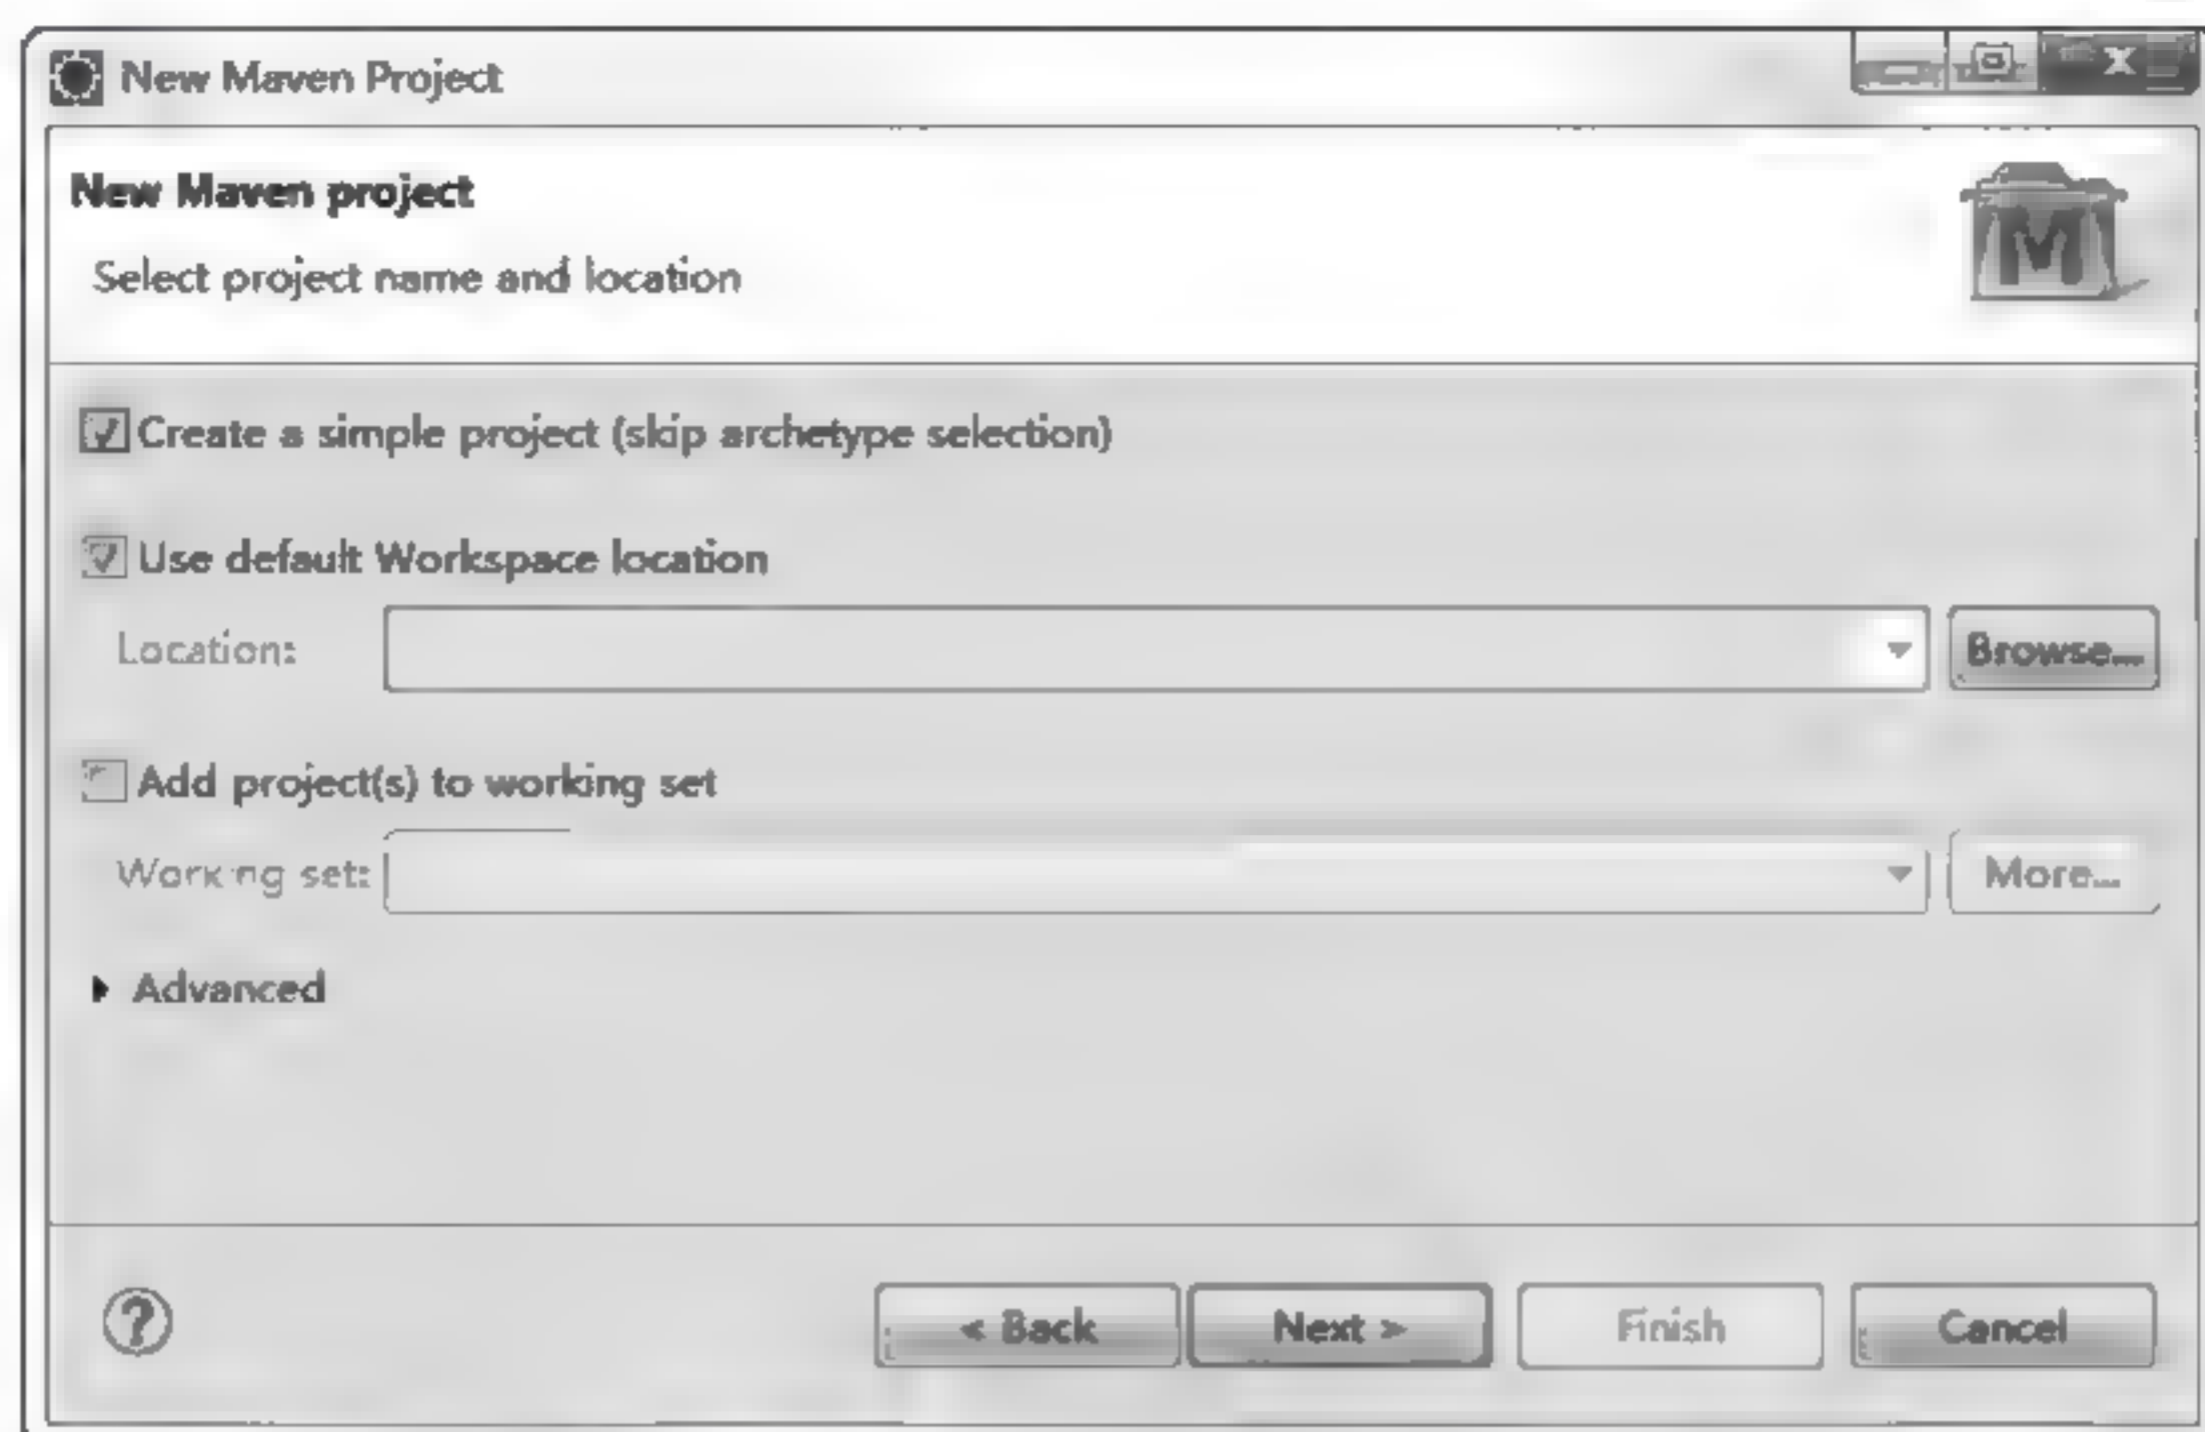 New Maven Project
New Maven project
Select project name and location
Create a simple project (skip archetype selection)
Use default Workspace location
Location:
Browse...
Add project(s) to working set
Working set:
More...
Advanced
< Back
Next >
Finish
Cancel